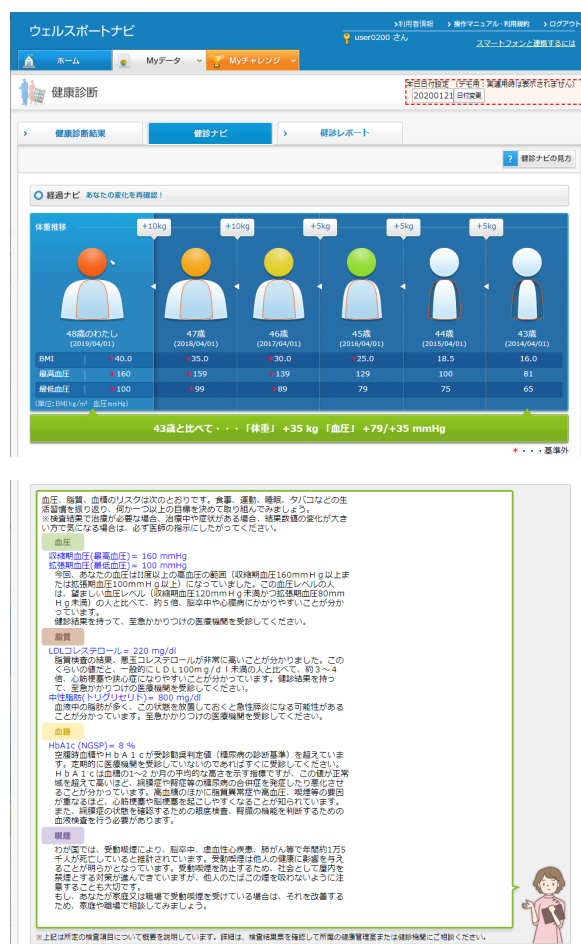 ウェルスポートナビ
›利用者情報 ›操作マニュアル・利用規約 ›ログアウト
user0200 さん
スマートフォンと連携するには
ホーム Myデータ Myチャレンジ
健康診断
本日日付設定 (デモ用:実運用時は表示されません)
20200121 日付変更
健康診断結果 健診ナビ 健診レポート
? 健診ナビの見方
経過ナビ あなたの変化を再確認!
体重推移 +10kg +10kg +5kg +5kg +5kg
48歳のわたし 47歳 46歳 45歳 44歳 43歳
(2019/04/01) (2018/04/01) (2017/04/01) (2016/04/01) (2015/04/01) (2014/04/01)
BMI *40.0 *35.0 *30.0 *25.0 18.5 16.0
最高血圧 *160 *159 *139 129 100 81
最低血圧 *100 *99 *89 79 75 65
(単位:BMIkg/m² 血圧mmHg)
43歳と比べて・・・「体重」 +35 kg 「血圧」 +79/+35 mmHg
*・・・基準外
血圧、脂質、血糖のリスクは次のとおりです。食事、運動、睡眠、タバコなどの生
活習慣を振り返り、何か一つ以上の目標を決めて取り組んでみましょう。
※検査結果で治療が必要な場合、治療中や症状がある場合、結果数値の変化が大き
い方で気になる場合は、必ず医師の指示にしたがってください。
血圧
収縮期血圧(最高血圧)= 160 mmHg
拡張期血圧(最低血圧)= 100 mmHg
今回、あなたの血圧はII度以上の高血圧の範囲(収縮期血圧160mmHg以ま
たは拡張期血圧100mmHg以上)になっていました。この血圧レベルの人
は、望ましい血圧レベル(収縮期血圧120mmHg未満かつ拡張期血圧80mm
Hg未満)の人と比べて、約5倍、脳卒中や心臓病にかかりやすいことが分か
っています。
健診結果を持って、至急かかりつけの医療機関を受診してください。
脂質
LDLコレステロール= 220 mg/dl
脂質検査の結果、悪玉コレステロールが非常に高いことが分かりました。この
くらいの値だと、一般的にLDL100mg/dl未満の人と比べて、約3~4
倍、心筋梗塞や狭心症になりやすいことが分かっています。健診結果を持っ
て、至急かかりつけの医療機関を受診してください。
中性脂肪(トリグリセリド)= 800 mg/dl
血液中の脂肪が多く、この状態を放置しておくと急性膵炎になる可能性がある
ことが分かっています。至急かかりつけの医療機関を受診してください。
血糖
HbA1c (NGSP)= 8 %
空腹時血糖やHbA1cが受診勧奨判定値(糖尿病の診断基準)を超えていま
す。定期的に医療機関を受診していないのであればすぐに受診してください。
HbA1cは血糖の1~2か月の平均的な高さを示す指標ですが、この値が正常
域を超えて高いほど、網膜症や腎症等の糖尿病の合併症を発症したり悪化させ
ることが分かっています。高血糖のほかに脂質異常症や高血圧、喫煙等の要因
が重なるほど、心筋梗塞や脳梗塞を起こしやすくなることが知られています。
また、網膜症の状態を確認するための眼底検査、腎臓の機能を判断するための
血液検査を行う必要があります。
喫煙
わが国では、受動喫煙により、脳卒中、虚血性心疾患、肺がん等で年間約1万5
千人が死亡していると推計されています。受動喫煙は他人の健康に影響を与え
ることが明らかとなっています。受動喫煙を防止するため、社会として屋内を
禁煙とする対策が進んできていますが、他人のたばこの煙を吸わないように注
意することも大切です。
もし、あなたが家庭又は職場で受動喫煙を受けている場合は、それを改善する
ため、家庭や職場で相談してみましょう。
※上記は所定の検査項目について概要を説明しています。詳細は、検査結果票を確認して所属の健康管理室または健診機関にご相談ください。